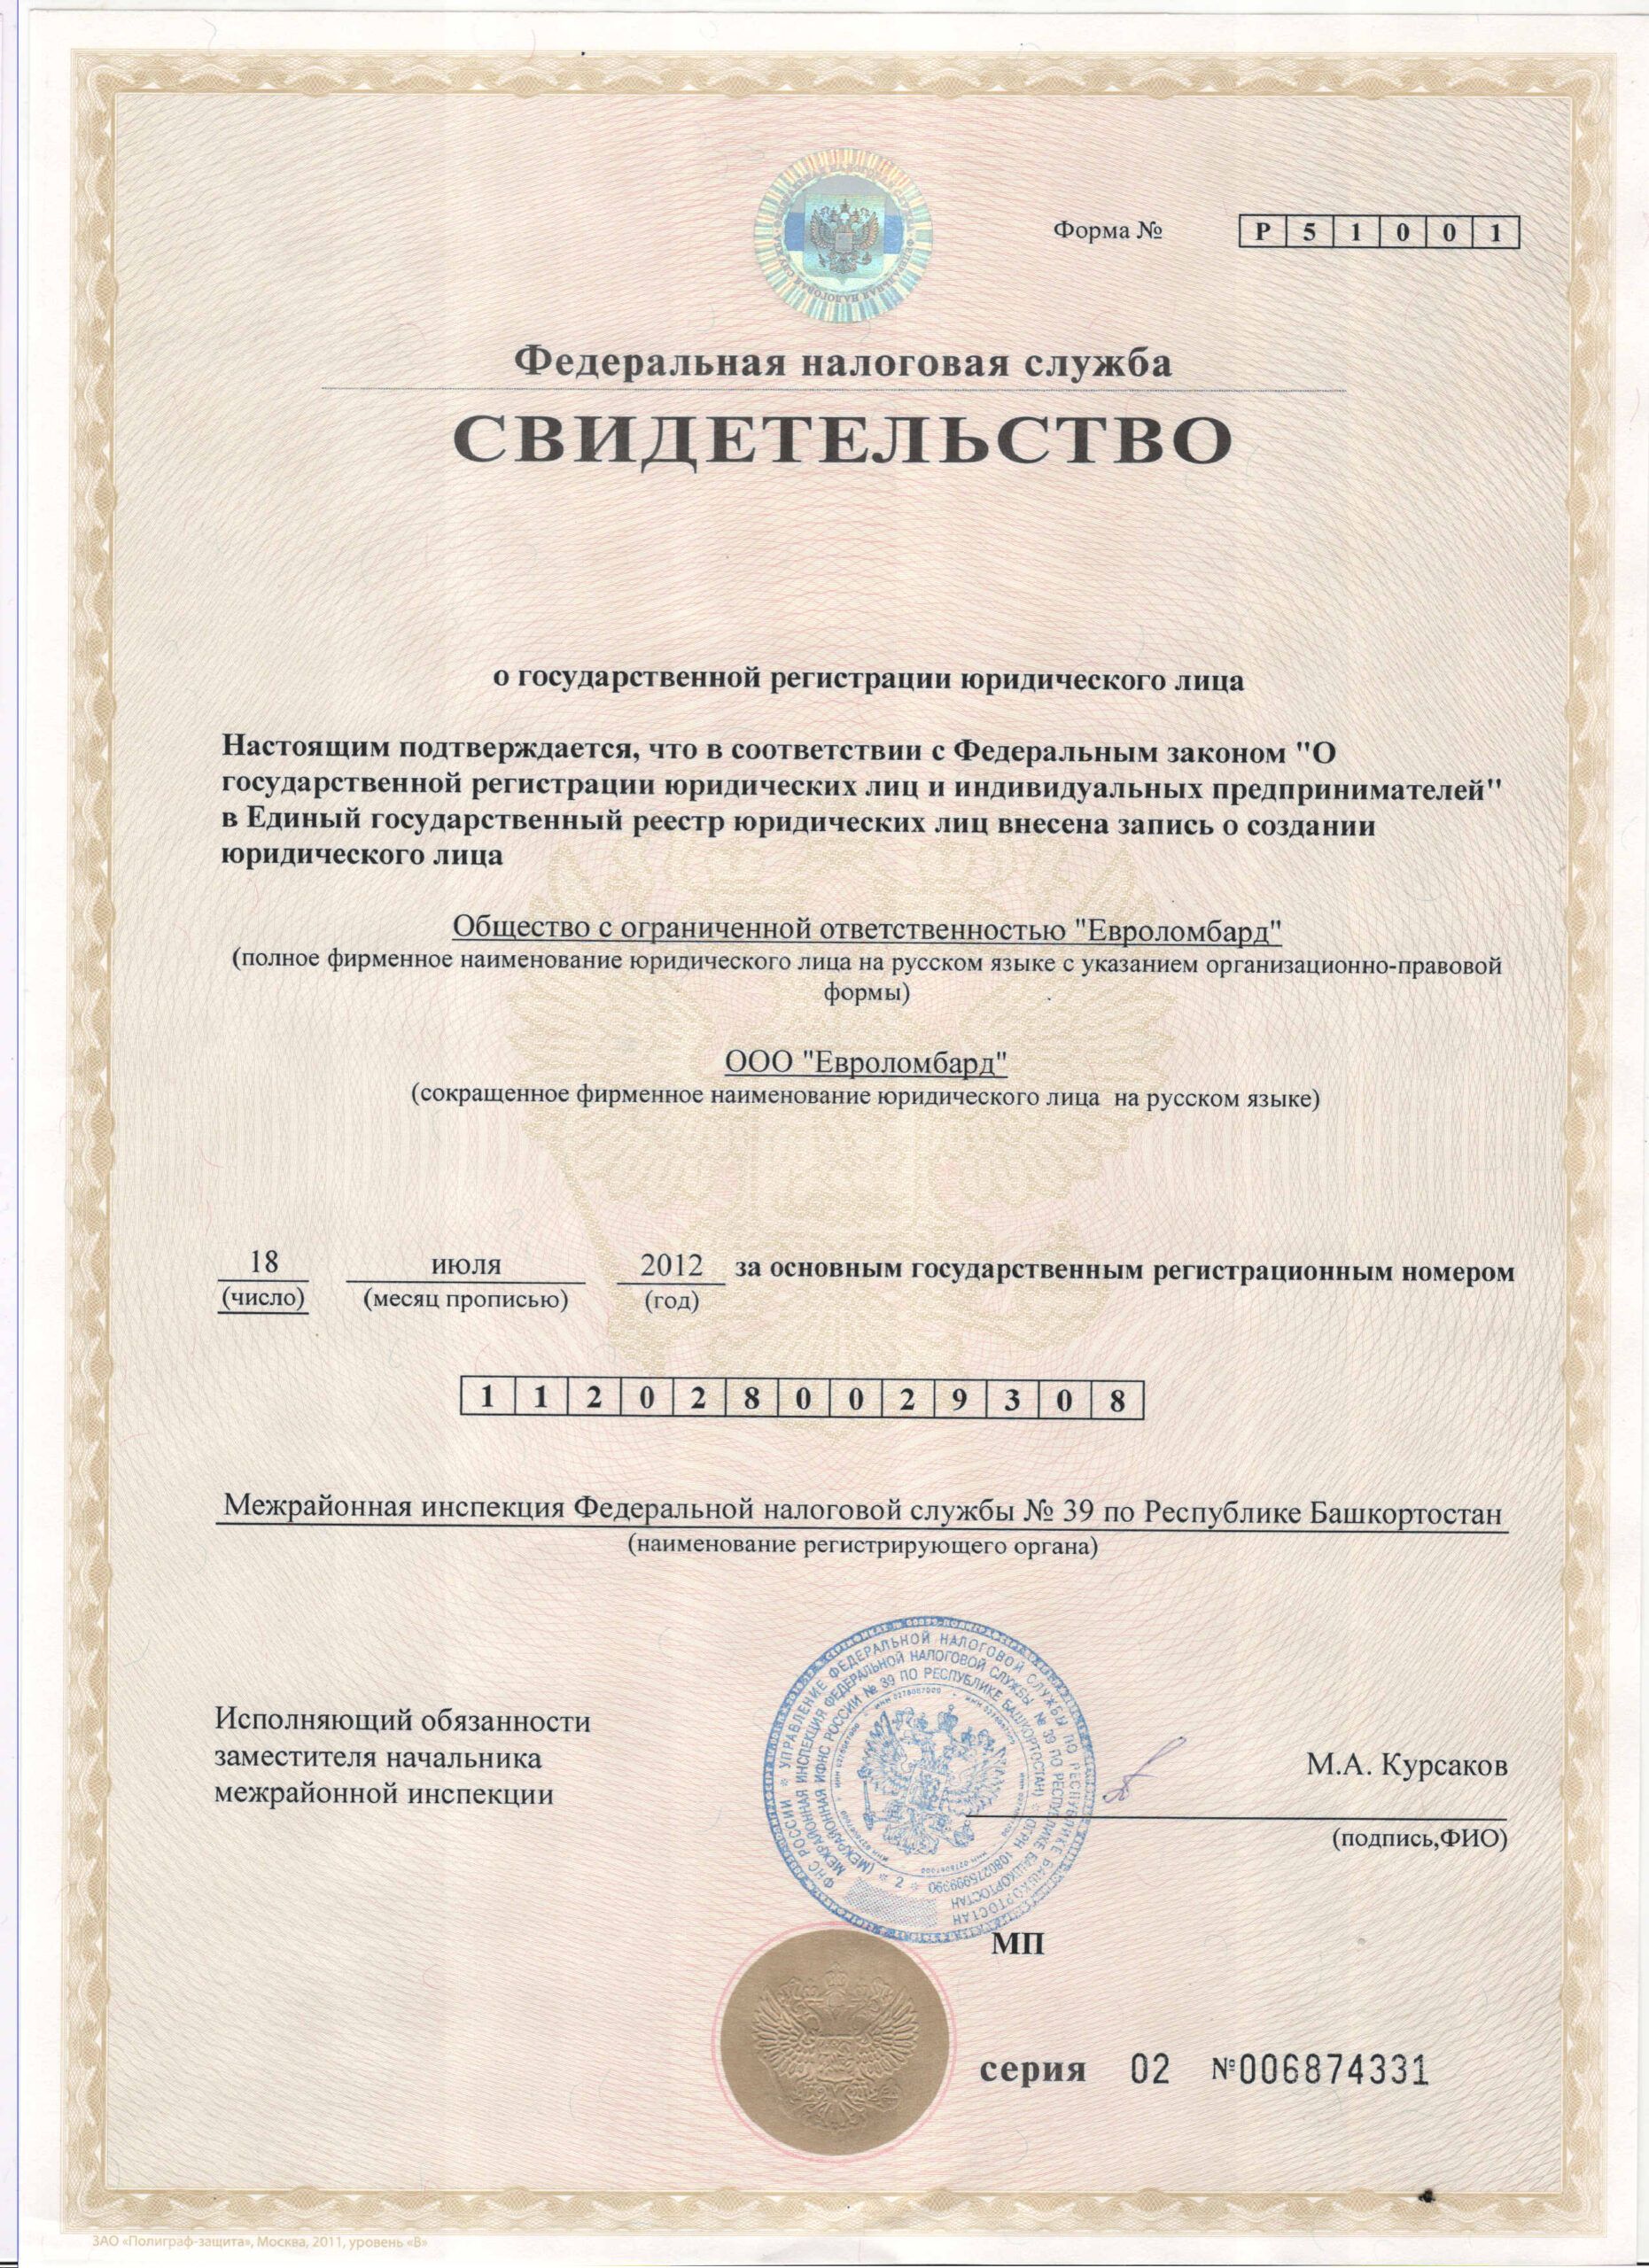 Форма № Р 5 1 0 0 1
Федеральная налоговая служба
СВИДЕТЕЛЬСТВО
о государственной регистрации юридического лица
Настоящим подтверждается, что в соответствии с Федеральным законом "О
государственной регистрации юридических лиц и индивидуальных предпринимателей"
в Единый государственный реестр юридических лиц внесена запись о создании
юридического лица
Общество с ограниченной ответственностью "Евроломбард"
(полное фирменное наименование юридического лица на русском языке с указанием организационно-правовой
формы)
ООО "Евроломбард"
(сокращенное фирменное наименование юридического лица на русском языке)
18 июля 2012 за основным государственным регистрационным номером
(число) (месяц прописью) (год)
1 1 2 0 2 8 0 0 2 9 3 0 8
Межрайонная инспекция Федеральной налоговой службы № 39 по Республике Башкортостан
(наименование регистрирующего органа)
Исполняющий обязанности
заместителя начальника
межрайонной инспекции
М.А. Курсаков
(подпись,ФИО)
ФНС РОССИИ * УПРАВЛЕНИЕ ФЕДЕРАЛЬНОЙ НАЛОГОВОЙ СЛУЖБЫ ПО РЕСПУБЛИКЕ БАШКОРТОСТАН
МЕЖРАЙОННАЯ ИНСПЕКЦИЯ ФЕДЕРАЛЬНОЙ НАЛОГОВОЙ СЛУЖБЫ № 39 ПО РЕСПУБЛИКЕ БАШКОРТОСТАН
(МЕЖРАЙОННАЯ ИФНС РОССИИ № 39 ПО РЕСПУБЛИКЕ БАШКОРТОСТАН)
* 2 *
МП
серия 02 №006874331
ЗАО «Полиграф-защита», Москва, 2011, уровень «В»